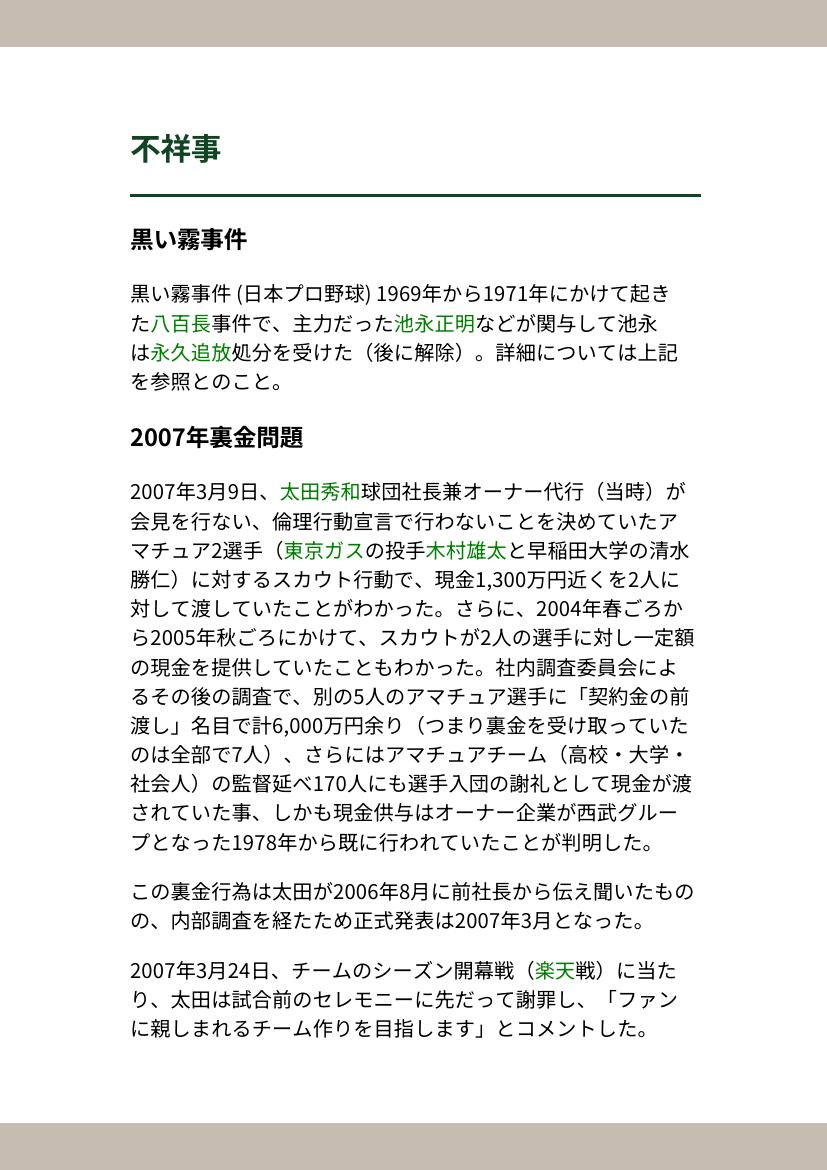 不祥事
黒い霧事件
黒い霧事件 (日本プロ野球) 1969年から1971年にかけて起き
た八百長事件で、主力だった池永正明などが関与して池永
は永久追放処分を受けた（後に解除）。詳細については上記
を参照とのこと。
2007年裏金問題
2007年3月9日、太田秀和球団社長兼オーナー代行（当時）が
会見を行ない、倫理行動宣言で行わないことを決めていたア
マチュア2選手（東京ガスの投手木村雄太と早稲田大学の清水
勝仁）に対するスカウト行動で、現金1,300万円近くを2人に
対して渡していたことがわかった。さらに、2004年春ごろか
ら2005年秋ごろにかけて、スカウトが2人の選手に対し一定額
の現金を提供していたこともわかった。社内調査委員会によ
るその後の調査で、別の5人のアマチュア選手に「契約金の前
渡し」名目で計6,000万円余り（つまり裏金を受け取っていた
のは全部で7人）、さらにはアマチュアチーム（高校・大学・
社会人）の監督延べ170人にも選手入団の謝礼として現金が渡
されていた事、しかも現金供与はオーナー企業が西武グルー
プとなった1978年から既に行われていたことが判明した。
この裏金行為は太田が2006年8月に前社長から伝え聞いたもの
の、内部調査を経たため正式発表は2007年3月となった。
2007年3月24日、チームのシーズン開幕戦（楽天戦）に当た
り、太田は試合前のセレモニーに先だって謝罪し、「ファン
に親しまれるチーム作りを目指します」とコメントした。